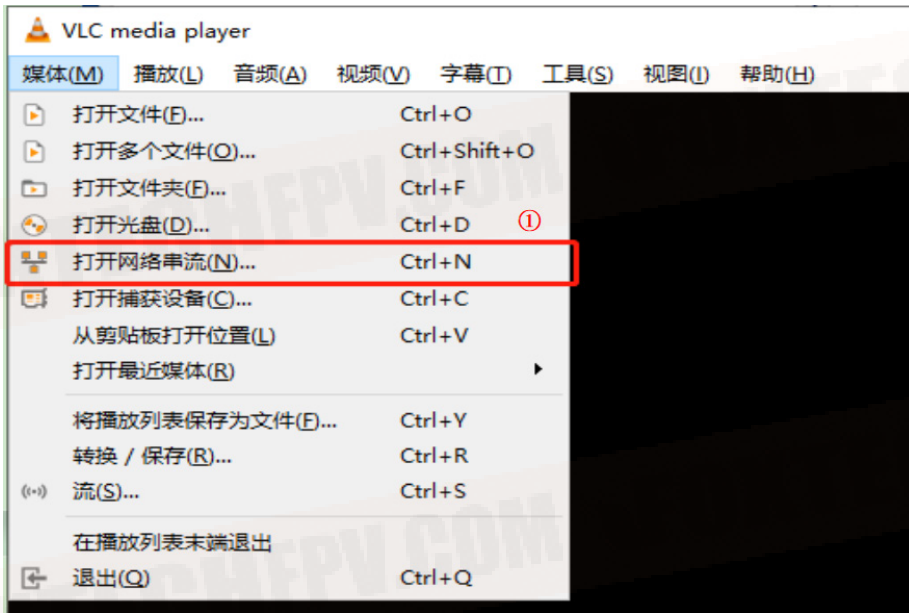 VLC media player
媒体(M) 播放(L) 音频(A) 视频(V) 字幕(T) 工具(S) 视图(I) 帮助(H)
打开文件(F)... Ctrl+O
打开多个文件(O)... Ctrl+Shift+O
打开文件夹(F)... Ctrl+F
打开光盘(D)... Ctrl+D ①
打开网络串流(N)... Ctrl+N
打开捕获设备(C)... Ctrl+C
从剪贴板打开位置(L) Ctrl+V
打开最近媒体(R)
将播放列表保存为文件(F)... Ctrl+Y
转换 / 保存(R)... Ctrl+R
流(S)... Ctrl+S
在播放列表末端退出
退出(Q) Ctrl+Q